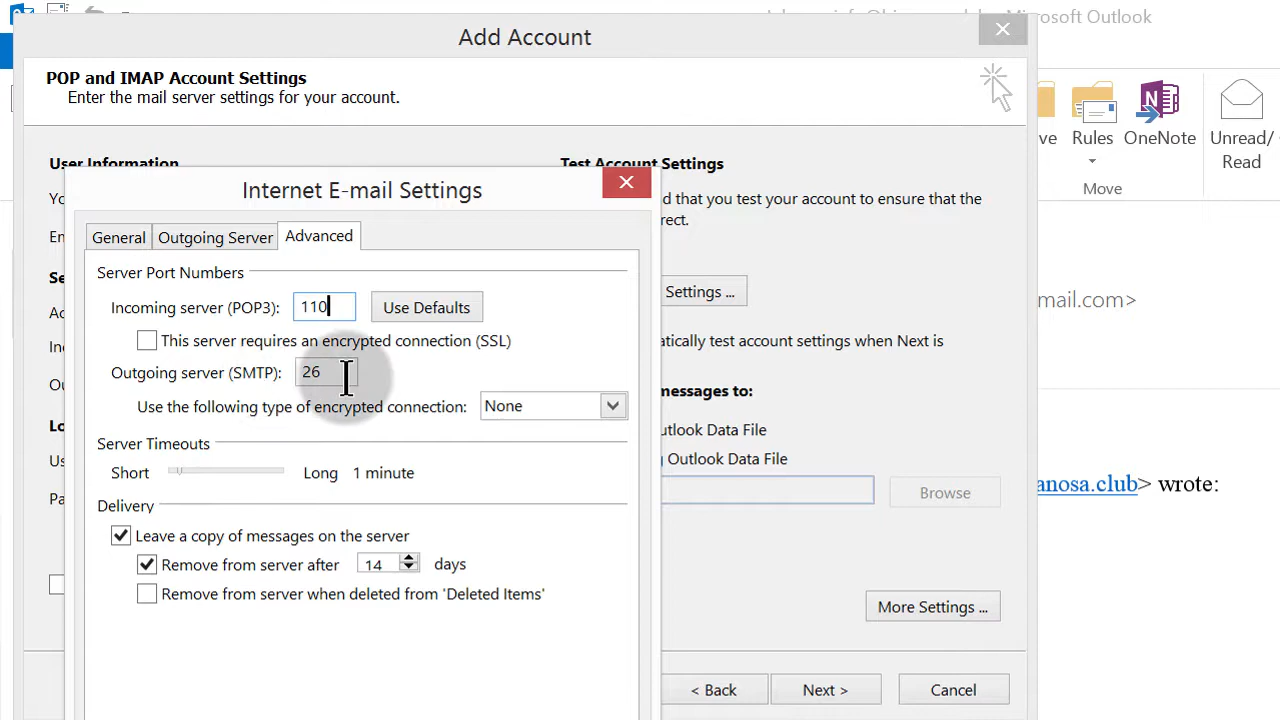 Microsoft Outlook
Add Account
POP and IMAP Account Settings
Enter the mail server settings for your account.
Rules
OneNote
Unread/
Read
Move
User Information
Test Account Settings
d that you test your account to ensure that the
Internet E-mail Settings
General
Outgoing Server
Advanced
Server Port Numbers
Incoming server (POP3):
110
Use Defaults
Settings ...
mail.com>
This server requires an encrypted connection (SSL)
atically test account settings when Next is
Outgoing server (SMTP):
26
Use the following type of encrypted connection:
None
messages to:
Outlook Data File
Server Timeouts
Short
Long
1 minute
Outlook Data File
anosa.club> wrote:
Browse
Delivery
Leave a copy of messages on the server
Remove from server after
14
days
Remove from server when deleted from 'Deleted Items'
More Settings ...
< Back
Next >
Cancel